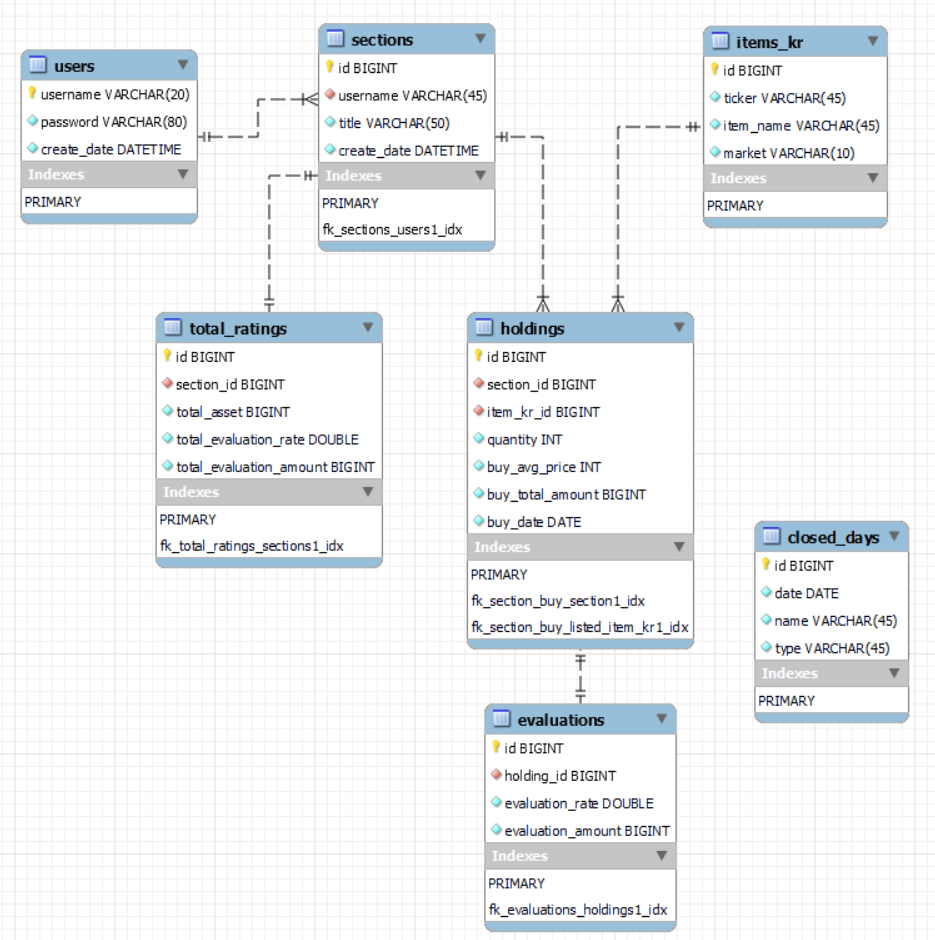 users
username VARCHAR(20)
password VARCHAR(80)
create_date DATETIME
Indexes
PRIMARY
sections
id BIGINT
username VARCHAR(45)
title VARCHAR(50)
create_date DATETIME
Indexes
PRIMARY
fk_sections_users1_idx
items_kr
id BIGINT
ticker VARCHAR(45)
item_name VARCHAR(45)
market VARCHAR(10)
Indexes
PRIMARY
total_ratings
id BIGINT
section_id BIGINT
total_asset BIGINT
total_evaluation_rate DOUBLE
total_evaluation_amount BIGINT
Indexes
PRIMARY
fk_total_ratings_sections1_idx
holdings
id BIGINT
section_id BIGINT
item_kr_id BIGINT
quantity INT
buy_avg_price INT
buy_total_amount BIGINT
buy_date DATE
Indexes
PRIMARY
fk_section_buy_section1_idx
fk_section_buy_listed_item_kr1_idx
closed_days
id BIGINT
date DATE
name VARCHAR(45)
type VARCHAR(45)
Indexes
PRIMARY
evaluations
id BIGINT
holding_id BIGINT
evaluation_rate DOUBLE
evaluation_amount BIGINT
Indexes
PRIMARY
fk_evaluations_holdings1_idx